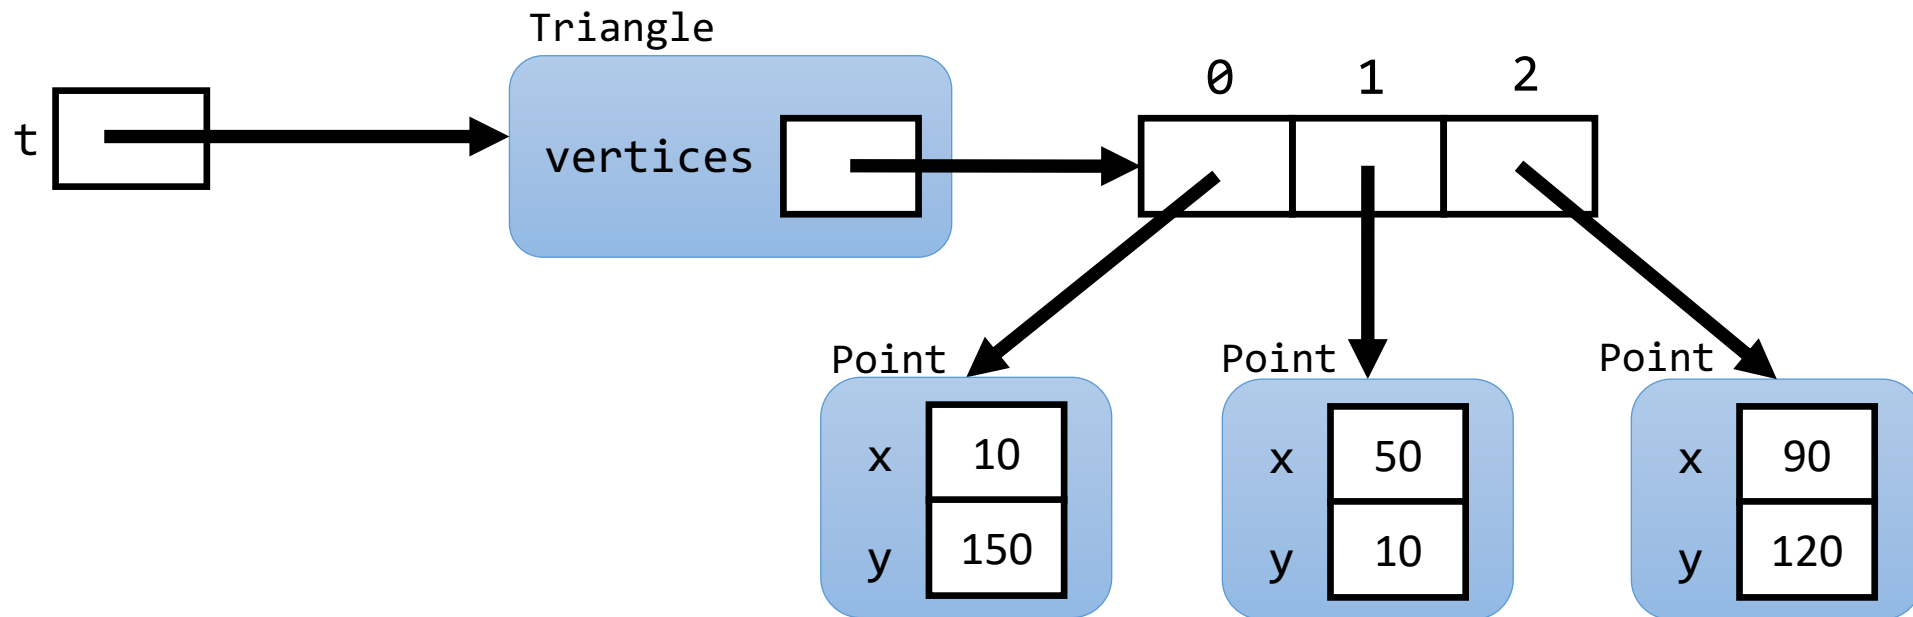 Triangle
t
vertices
0 1 2
Point Point Point
x 10 x 50 x 90
y 150 y 10 y 120